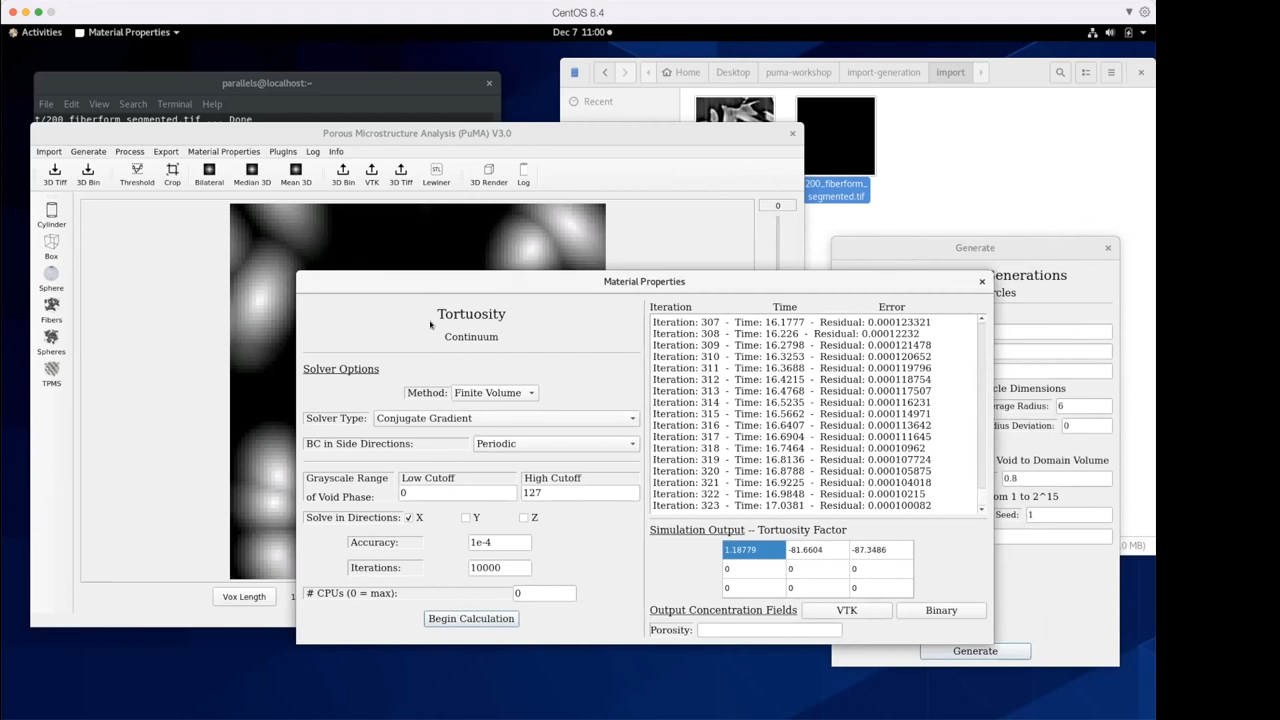 CentOS 8.4
Activities
Material Properties
Dec 7 11:00
parallels@localhost:~
File Edit View Search Terminal Help
t/200_fiberform_segmented.tif ... Done
Home Desktop puma-workshop import-generation Import
Recent
200_fiberform_
segmented.tif
Porous Microstructure Analysis (PuMA) V3.0
Import Generate Process Export Material Properties PlugIns Log Info
3D Tiff 3D Bin Threshold Crop Bilateral Median 3D Mean 3D 3D Bin VTK 3D Tiff STL Lewiner 3D Render Log
Cylinder
Box
Sphere
Fibers
Spheres
TPMS
0
Vox Length
Material Properties
Tortuosity
Continuum
Solver Options
Method: Finite Volume
Solver Type: Conjugate Gradient
BC in Side Directions: Periodic
Grayscale Range
of Void Phase:
Low Cutoff High Cutoff
0 127
Solve in Directions: X Y Z
Accuracy: 1e-4
Iterations: 10000
# CPUs (0 = max): 0
Begin Calculation
Iteration Time Error
Iteration: 307 - Time: 16.1777 - Residual: 0.000123321
Iteration: 308 - Time: 16.226 - Residual: 0.00012232
Iteration: 309 - Time: 16.2798 - Residual: 0.000121478
Iteration: 310 - Time: 16.3253 - Residual: 0.000120652
Iteration: 311 - Time: 16.3688 - Residual: 0.000119796
Iteration: 312 - Time: 16.4215 - Residual: 0.000118754
Iteration: 313 - Time: 16.4768 - Residual: 0.000117507
Iteration: 314 - Time: 16.5235 - Residual: 0.000116231
Iteration: 315 - Time: 16.5662 - Residual: 0.000114971
Iteration: 316 - Time: 16.6407 - Residual: 0.000113642
Iteration: 317 - Time: 16.6904 - Residual: 0.000111645
Iteration: 318 - Time: 16.7464 - Residual: 0.00010962
Iteration: 319 - Time: 16.8136 - Residual: 0.000107724
Iteration: 320 - Time: 16.8788 - Residual: 0.000105875
Iteration: 321 - Time: 16.9225 - Residual: 0.000104018
Iteration: 322 - Time: 16.9848 - Residual: 0.00010215
Iteration: 323 - Time: 17.0381 - Residual: 0.000100082
Simulation Output -- Tortuosity Factor
1.18779 -81.6604 -87.3486
0 0 0
0 0 0
Output Concentration Fields VTK Binary
Porosity:
Generate
enerations
rcles
cle Dimensions
erage Radius: 6
dius Deviation: 0
Void to Domain Volume
0.8
om 1 to 2^15
Seed: 1
0 MB)
Generate